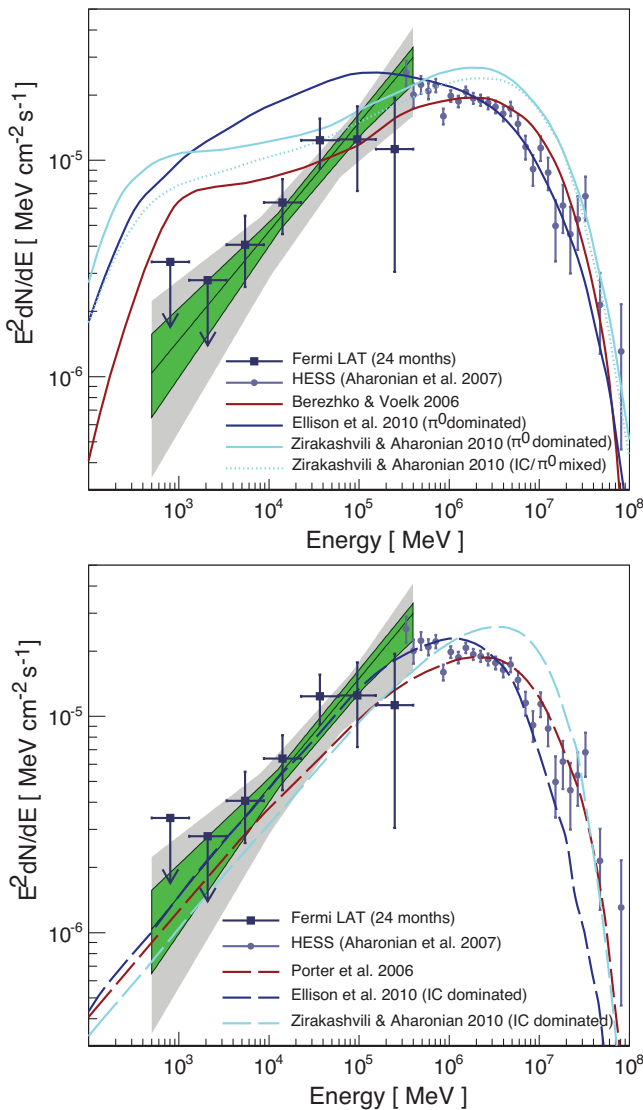 E²dN/dE [ MeV cm⁻² s⁻¹ ]
10⁻⁵
10⁻⁶
Fermi LAT (24 months)
HESS (Aharonian et al. 2007)
Berezhko & Voelk 2006
Ellison et al. 2010 (π⁰dominated)
Zirakashvili & Aharonian 2010 (π⁰ dominated)
Zirakashvili & Aharonian 2010 (IC/π⁰ mixed)
10³ 10⁴ 10⁵ 10⁶ 10⁷ 10⁸
Energy [ MeV ]
E²dN/dE [ MeV cm⁻² s⁻¹ ]
10⁻⁵
10⁻⁶
Fermi LAT (24 months)
HESS (Aharonian et al. 2007)
Porter et al. 2006
Ellison et al. 2010 (IC dominated)
Zirakashvili & Aharonian 2010 (IC dominated)
10³ 10⁴ 10⁵ 10⁶ 10⁷ 10⁸
Energy [ MeV ]